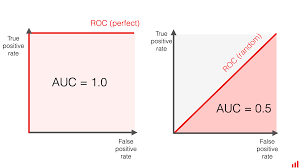 ROC (perfect)
True
positive
rate
AUC = 1.0
False
positive
rate
True
positive
rate
ROC (random)
AUC = 0.5
False
positive
rate